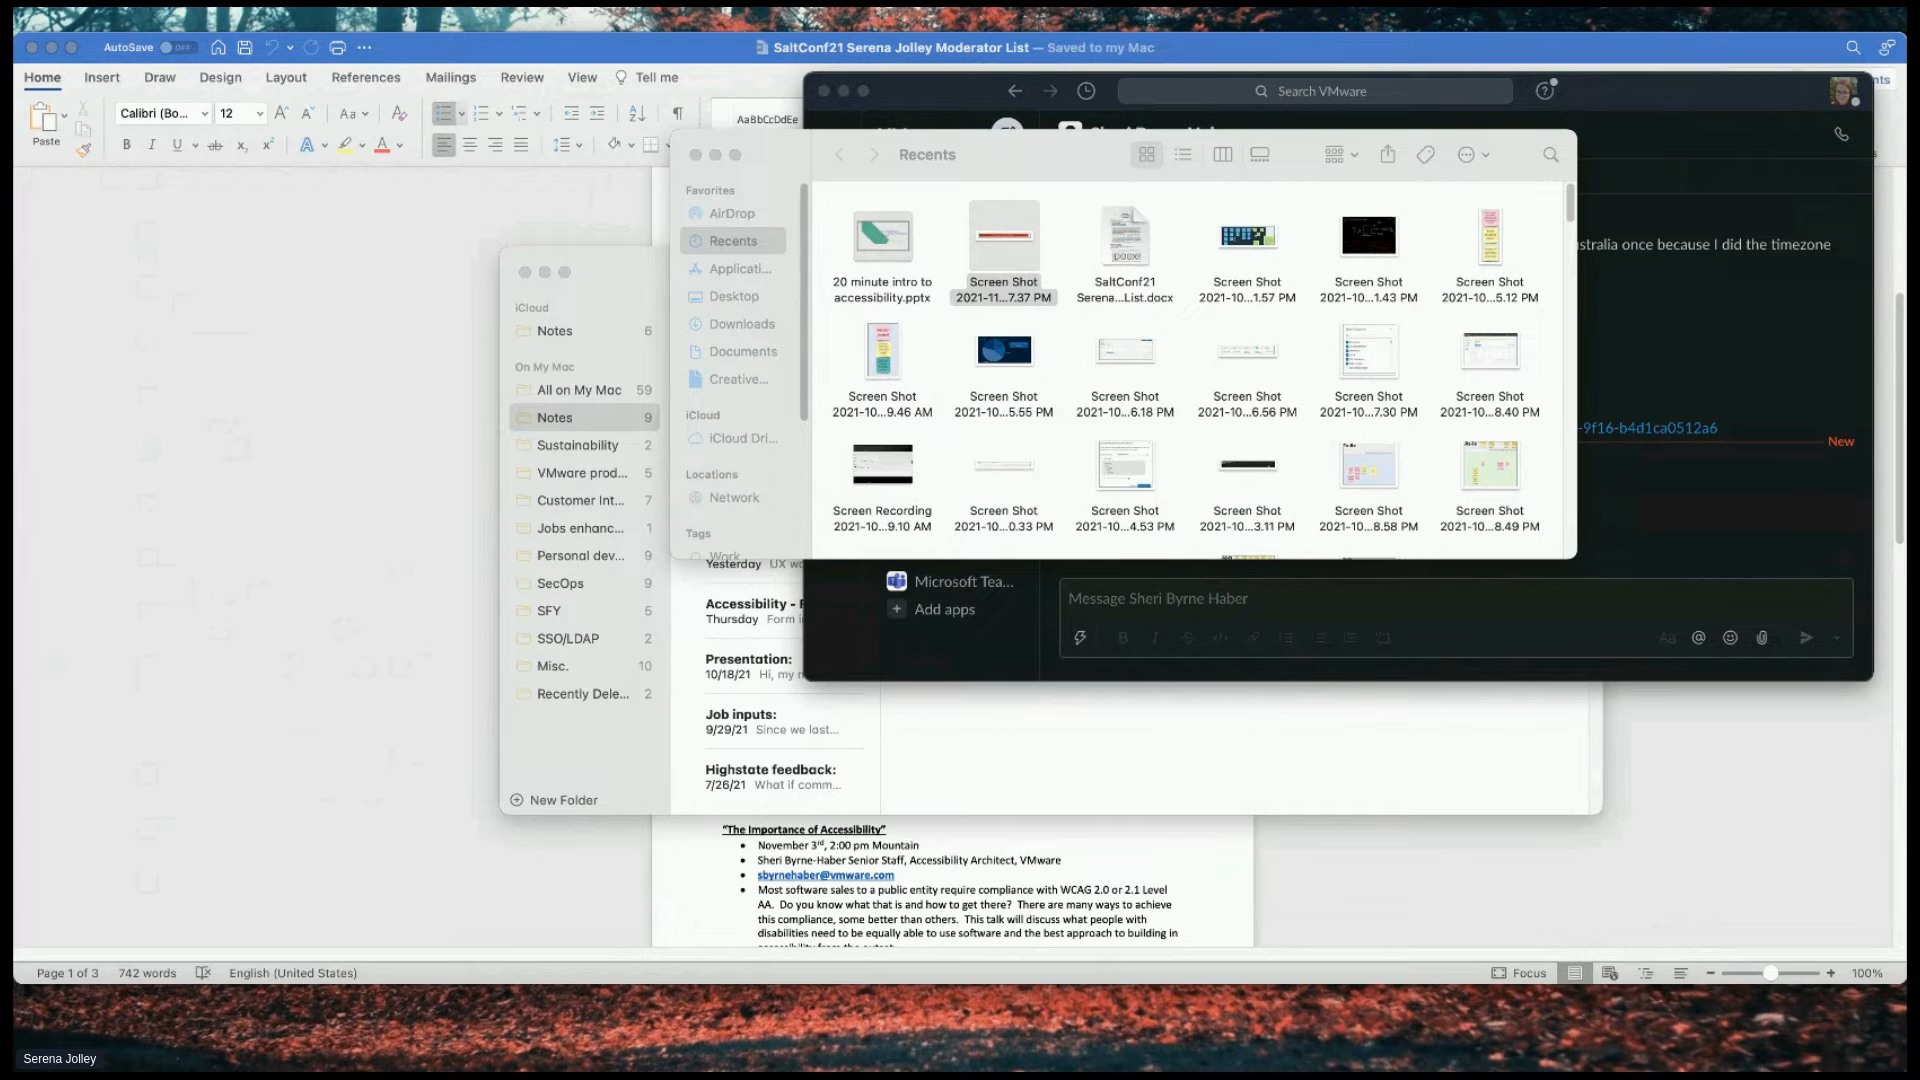 AutoSave OFF
SaltConf21 Serena Jolley Moderator List — Saved to my Mac
Home Insert Draw Design Layout References Mailings Review View Tell me
nts
Paste
Calibri (Bo... 12
AaBbCcDdEe
Search VMware
Recents
Favorites
AirDrop
Recents
Applicati...
Desktop
Downloads
Documents
Creative...
iCloud
iCloud Dri...
Locations
Network
Tags
Work
20 minute intro to
accessibility.pptx
Screen Shot
2021-11...7.37 PM
SaltConf21
Serena...List.docx
Screen Shot
2021-10...1.57 PM
Screen Shot
2021-10...1.43 PM
Screen Shot
2021-10...5.12 PM
Screen Shot
2021-10...9.46 AM
Screen Shot
2021-10...5.55 PM
Screen Shot
2021-10...6.18 PM
Screen Shot
2021-10...6.56 PM
Screen Shot
2021-10...7.30 PM
Screen Shot
2021-10...8.40 PM
Screen Recording
2021-10...9.10 AM
Screen Shot
2021-10...0.33 PM
Screen Shot
2021-10...4.53 PM
Screen Shot
2021-10...3.11 PM
Screen Shot
2021-10...8.58 PM
Screen Shot
2021-10...8.49 PM
ustralia once because I did the timezone
-9f16-b4d1ca0512a6
New
Microsoft Tea...
Add apps
Message Sheri Byrne Haber
iCloud
Notes 6
On My Mac
All on My Mac 59
Notes 9
Sustainability 2
VMware prod... 5
Customer Int... 7
Jobs enhanc... 1
Personal dev... 9
SecOps 9
SFY 5
SSO/LDAP 2
Misc. 10
Recently Dele... 2
New Folder
Yesterday UX wo
Accessibility - F
Thursday Form i
Presentation:
10/18/21 Hi, my n
Job inputs:
9/29/21 Since we last...
Highstate feedback:
7/26/21 What if comm...
“The Importance of Accessibility”
• November 3rd, 2:00 pm Mountain
• Sheri Byrne-Haber Senior Staff, Accessibility Architect, VMware
• sbyrnehaber@vmware.com
• Most software sales to a public entity require compliance with WCAG 2.0 or 2.1 Level
AA. Do you know what that is and how to get there? There are many ways to achieve
this compliance, some better than others. This talk will discuss what people with
disabilities need to be equally able to use software and the best approach to building in
Page 1 of 3 742 words English (United States)
Focus 100%
Serena Jolley